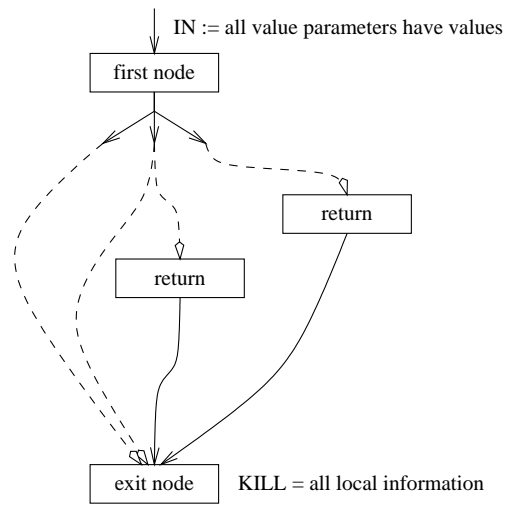 IN := all value parameters have values
first node
return
return
exit node
KILL = all local information